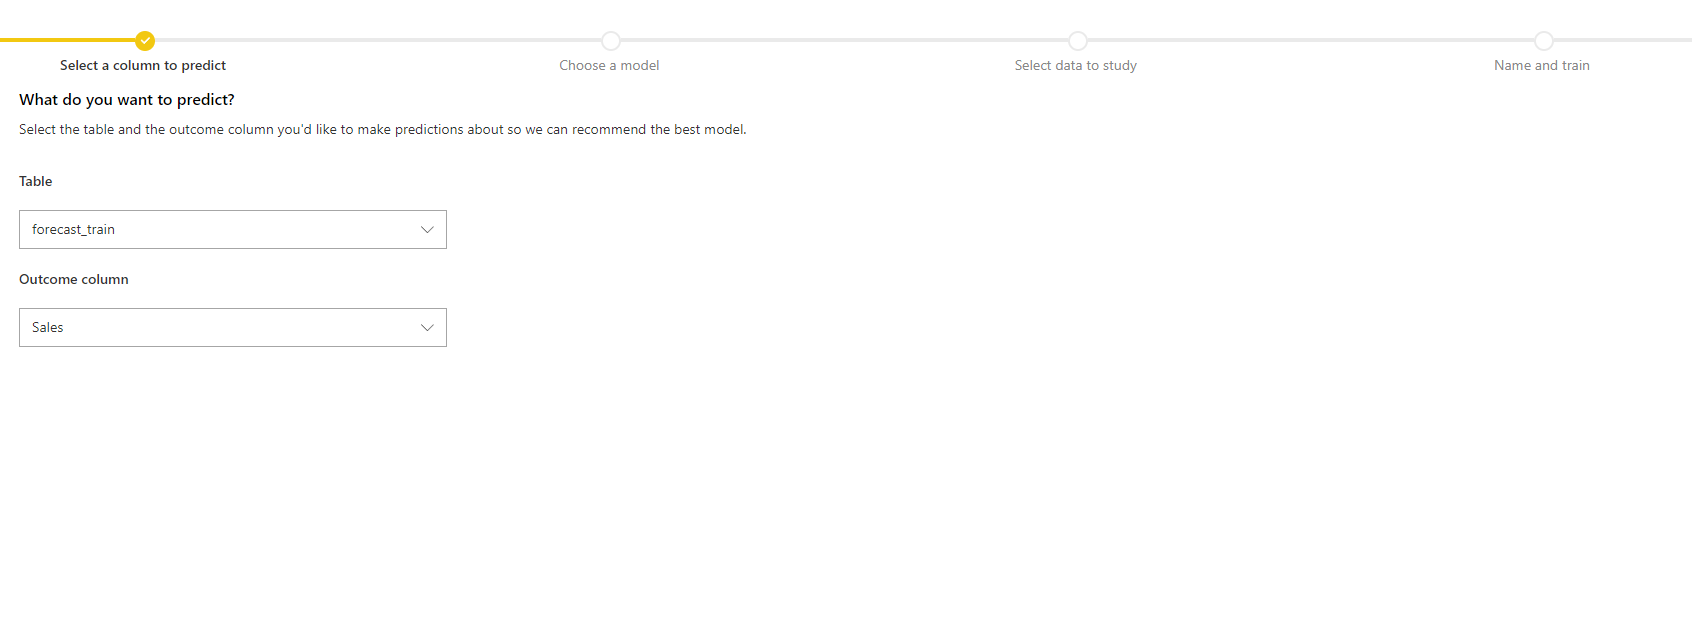 Select a column to predict
Choose a model
Select data to study
Name and train
What do you want to predict?
Select the table and the outcome column you'd like to make predictions about so we can recommend the best model.
Table
forecast_train
Outcome column
Sales